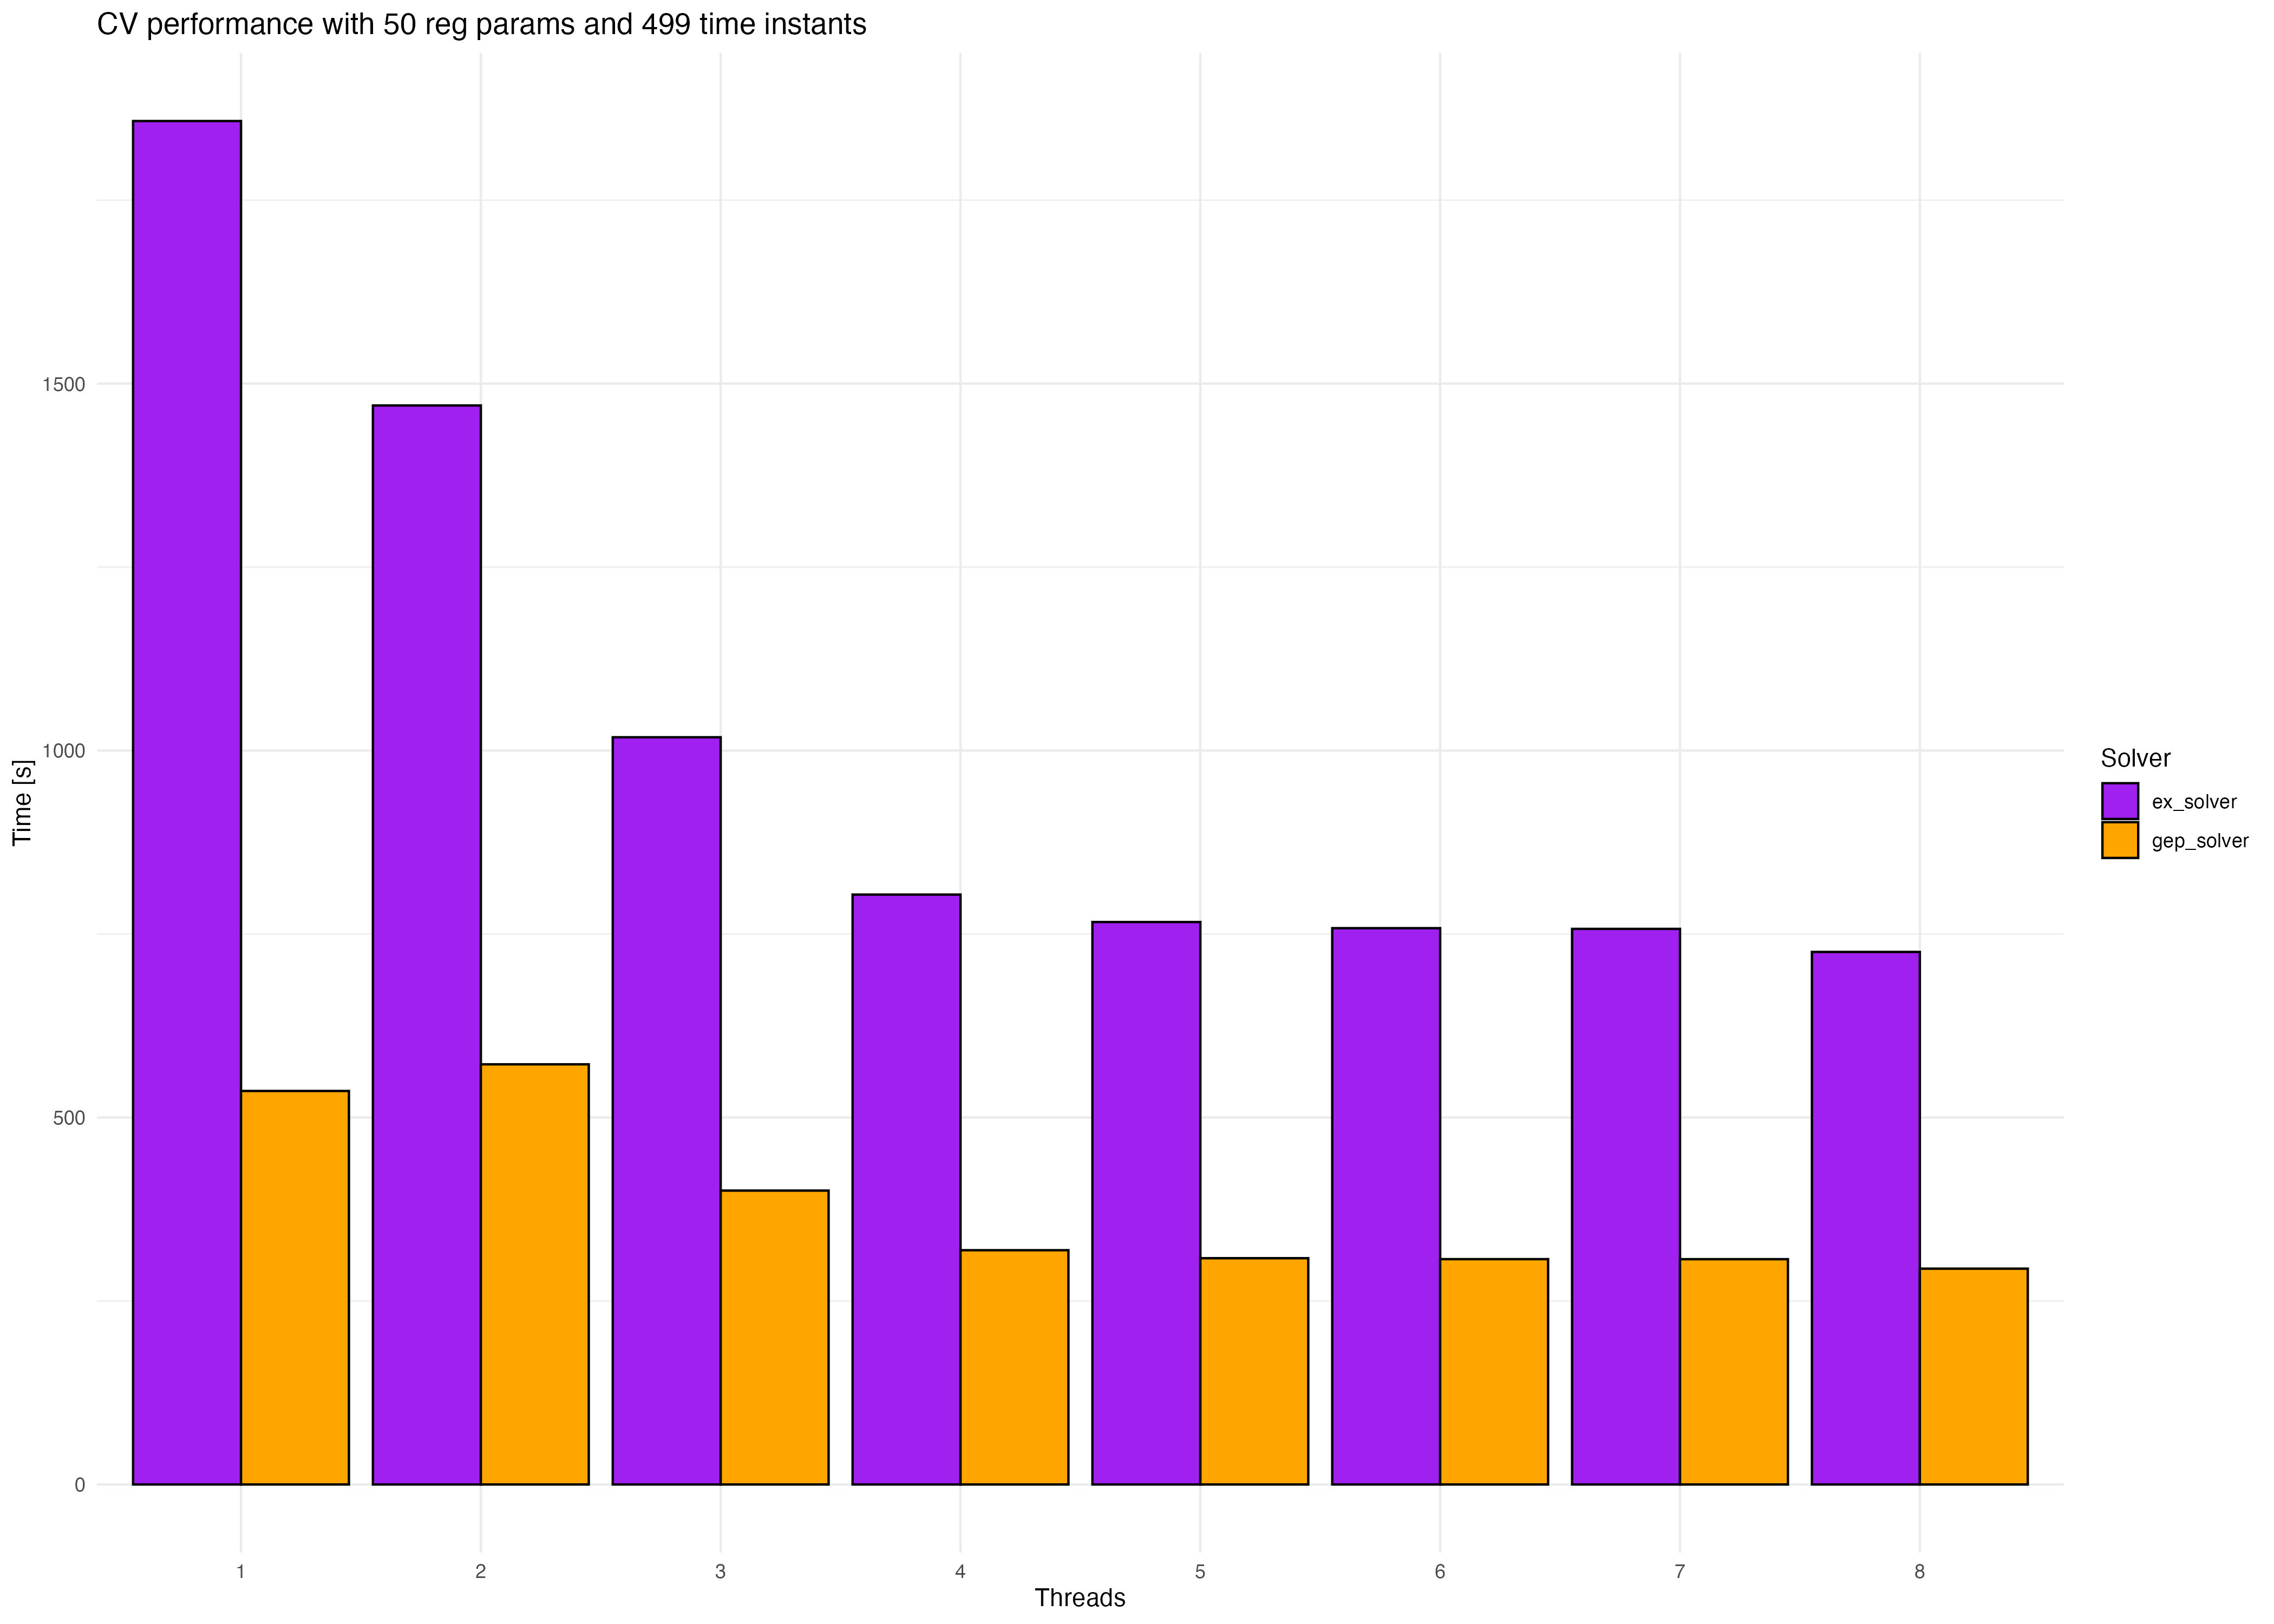 CV performance with 50 reg params and 499 time instants
Time [s]
1500
1000
500
0
1 2 3 4 5 6 7 8
Threads
Solver
ex_solver
gep_solver